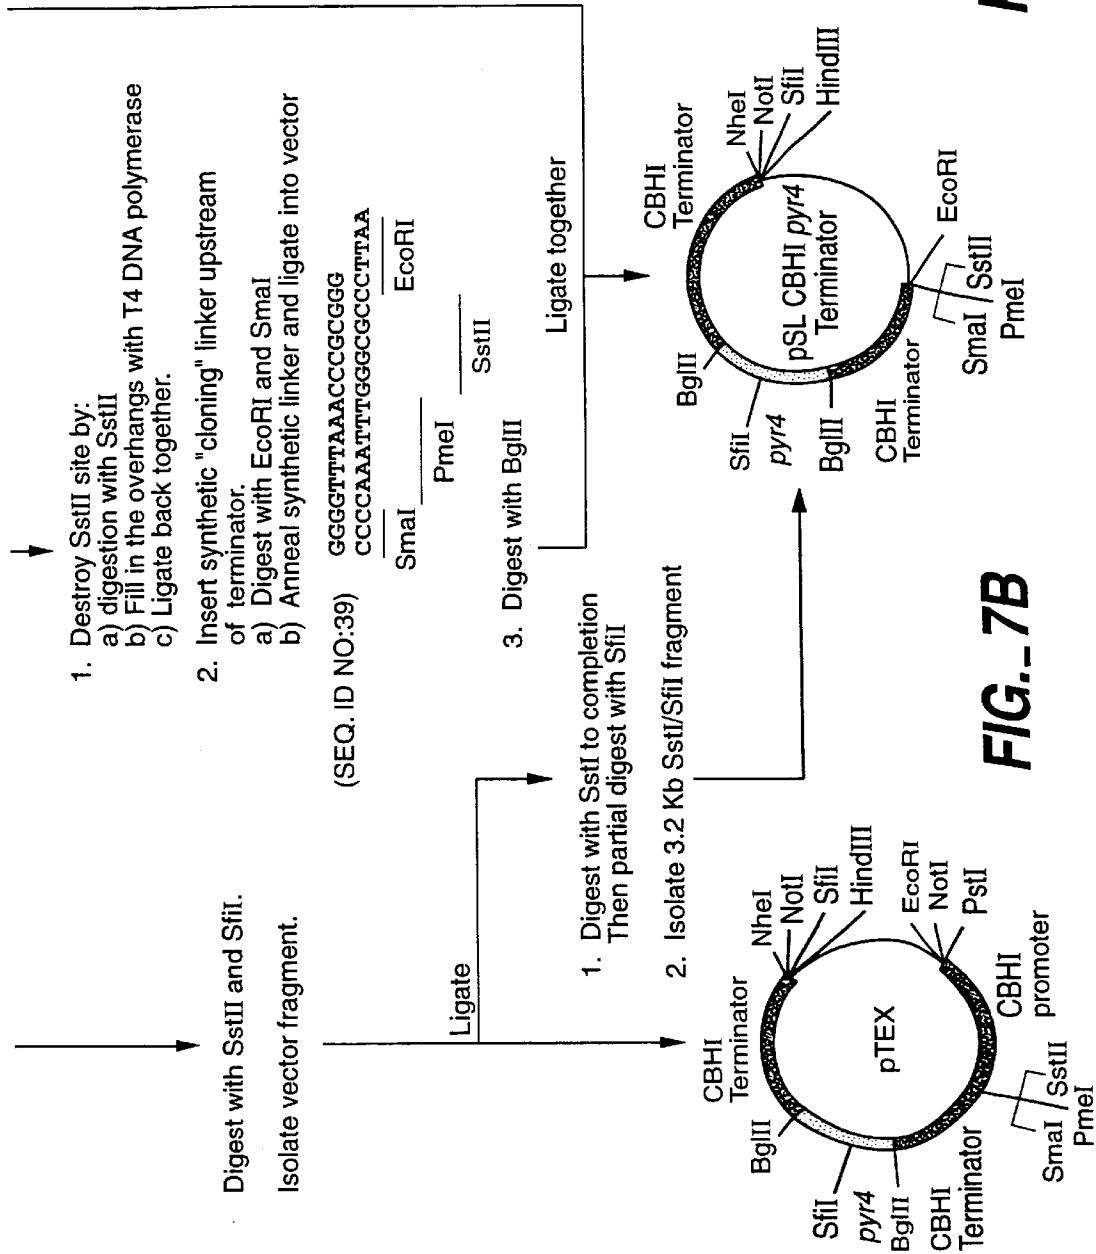 1. Destroy SstII site by:
a) digestion with SstII
b) Fill in the overhangs with T4 DNA polymerase
c) Ligate back together.
2. Insert synthetic "cloning" linker upstream
of terminator.
a) Digest with EcoRI and SmaI
b) Anneal synthetic linker and ligate into vector
(SEQ. ID NO:39)
GGGGTTTAAACCCGCGGG
CCCCAAATTTGGGCGCCCTTAA
SmaI
PmeI
SstII
EcoRI
3. Digest with BglII
Ligate together
Digest with SstII and SfiI.
Isolate vector fragment.
Ligate
1. Digest with SstI to completion
Then partial digest with SfiI
2. Isolate 3.2 Kb SstI/SfiI fragment
CBHI
Terminator
NheI
NotI
SfiI
HindIII
BglII
SfiI
pyr4
BglII
CBHI
Terminator
pSL CBHI pyr4
Terminator
EcoRI
SmaI SstII
PmeI
CBHI
Terminator
NheI
NotI
SfiI
HindIII
EcoRI
NotI
PstI
CBHI
promoter
pTEX
BglII
SfiI
pyr4
BglII
CBHI
Terminator
SmaI SstII
PmeI
FIG._7B